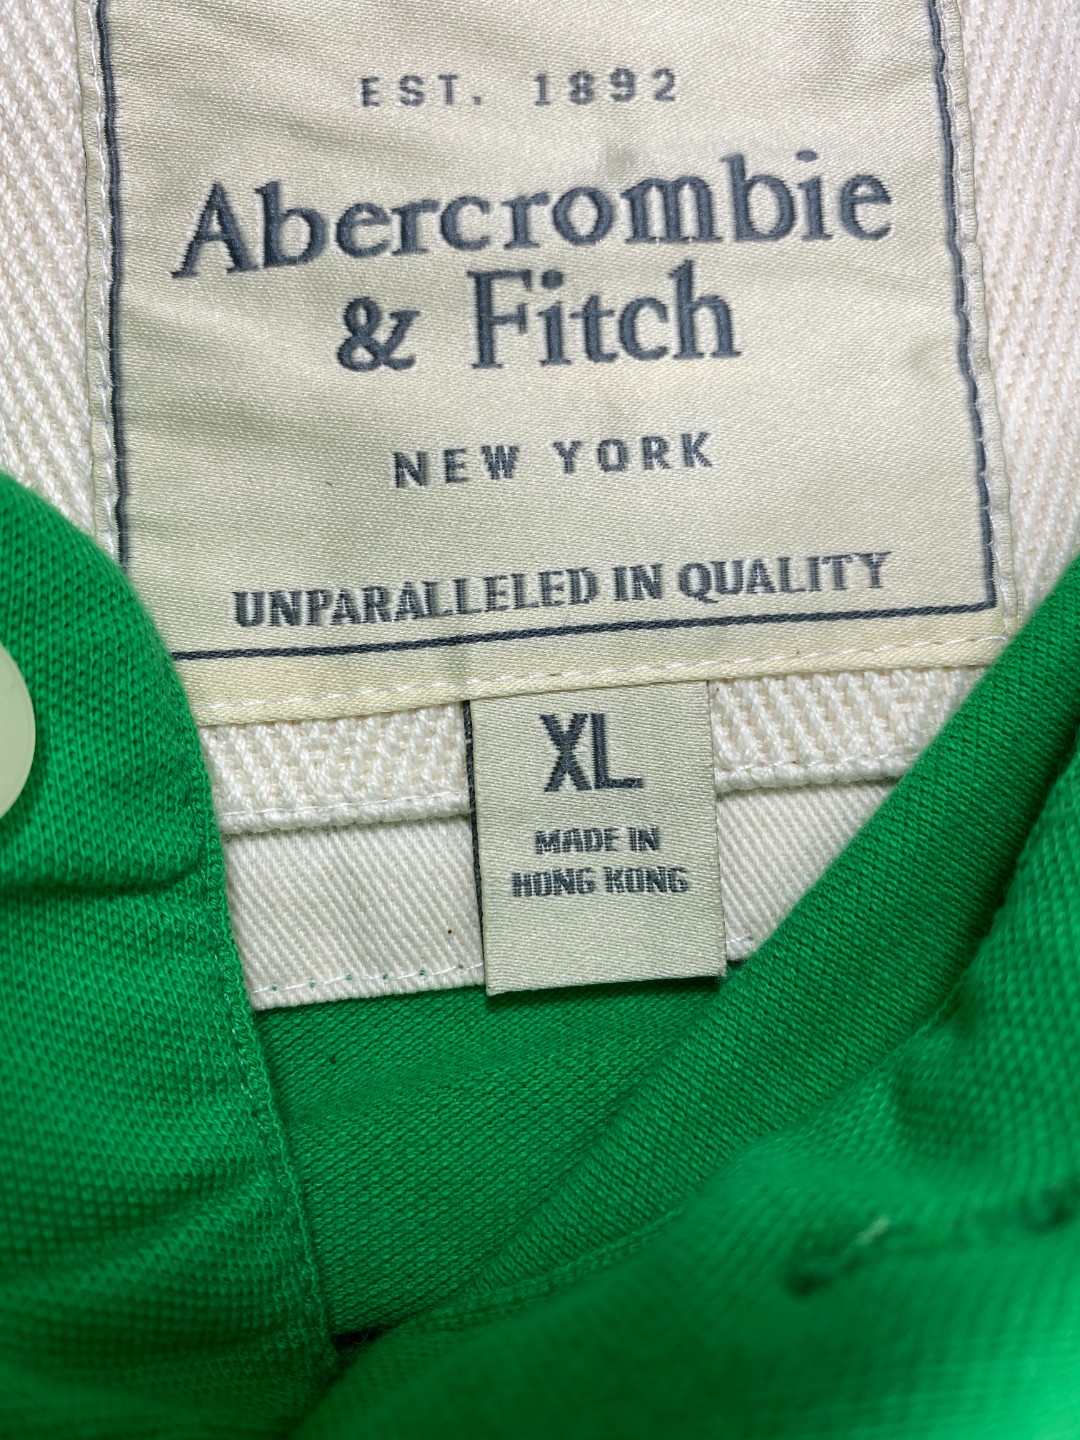 EST. 1892
Abercrombie
& Fitch
NEW YORK
UNPARALLELED IN QUALITY
XL
MADE IN
HONG KONG